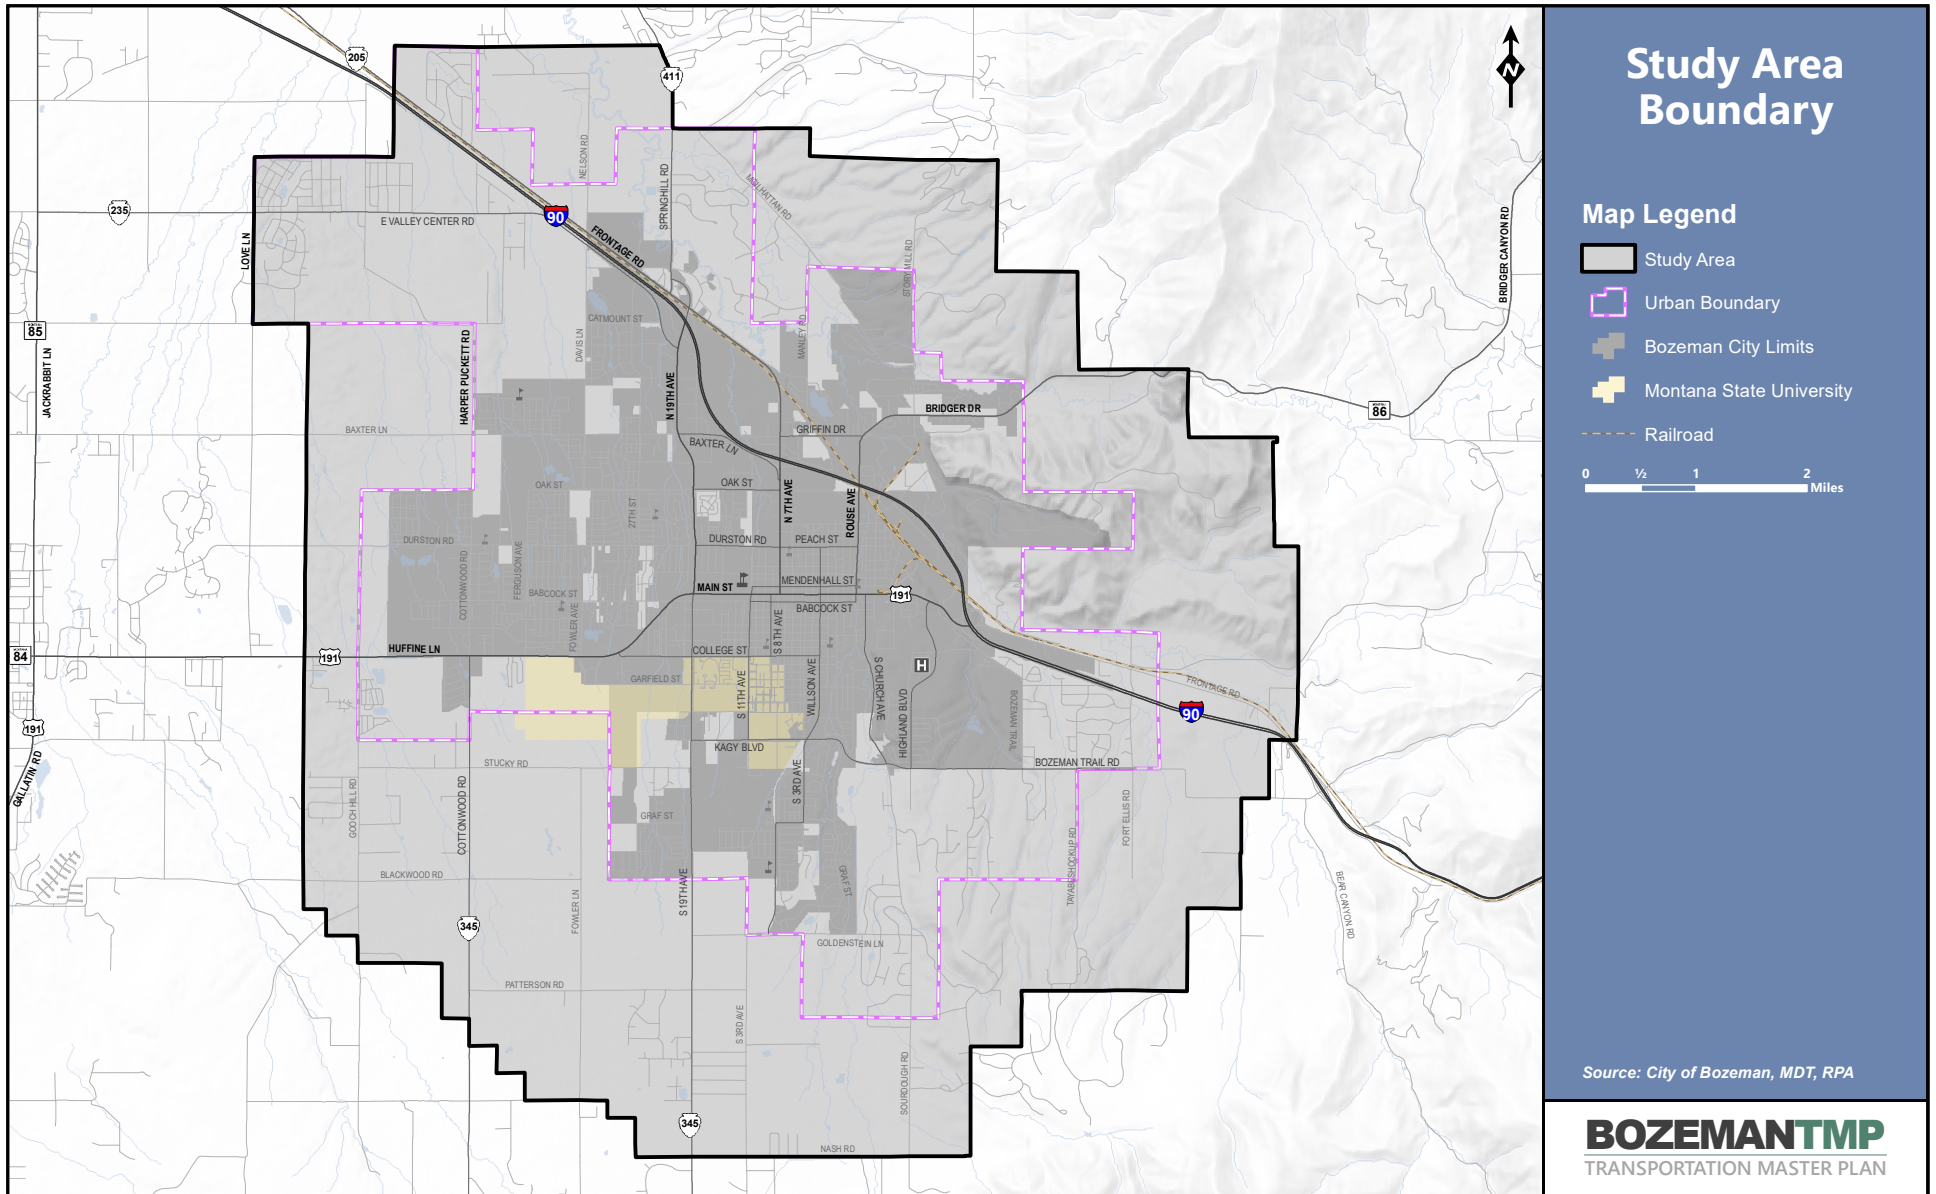 Study Area
Boundary
Map Legend
Study Area
Urban Boundary
Bozeman City Limits
Montana State University
Railroad
0 ½ 1 2
Miles
Source: City of Bozeman, MDT, RPA
BOZEMANTMP
TRANSPORTATION MASTER PLAN
N
205
411
NELSON RD
SPRINGHILL RD
MCILHATTAN RD
235
E VALLEY CENTER RD
90
FRONTAGE RD
LOVE LN
STORY MILL RD
BRIDGER CANYON RD
85
JACKRABBIT LN
HARPER PUCKETT RD
CATMOUNT ST
DAVIS LN
MANLEY RD
N 19TH AVE
BRIDGER DR
86
BAXTER LN
BAXTER LN
GRIFFIN DR
OAK ST
OAK ST
27TH ST
N 7TH AVE
ROUSE AVE
DURSTON RD
DURSTON RD
PEACH ST
COTTONWOOD RD
FERGUSON AVE
BABCOCK ST
FOWLER AVE
MAIN ST
MENDENHALL ST
191
BABCOCK ST
S 8TH AVE
84
191
HUFFINE LN
COLLEGE ST
H
GARFIELD ST
S 11TH AVE
WILLSON AVE
S CHURCH AVE
HIGHLAND BLVD
BOZEMAN TRAIL
FRONTAGE RD
90
191
GALLATIN RD
KAGY BLVD
STUCKY RD
BOZEMAN TRAIL RD
GOOCH HILL RD
COTTONWOOD RD
S 3RD AVE
GRAF ST
FORT ELLIS RD
TAYABESHOCKUP RD
BLACKWOOD RD
FOWLER LN
S 19TH AVE
GRAF ST
BEAR CANYON RD
345
GOLDENSTEIN LN
PATTERSON RD
S 3RD AVE
SOURDOUGH RD
345
NASH RD